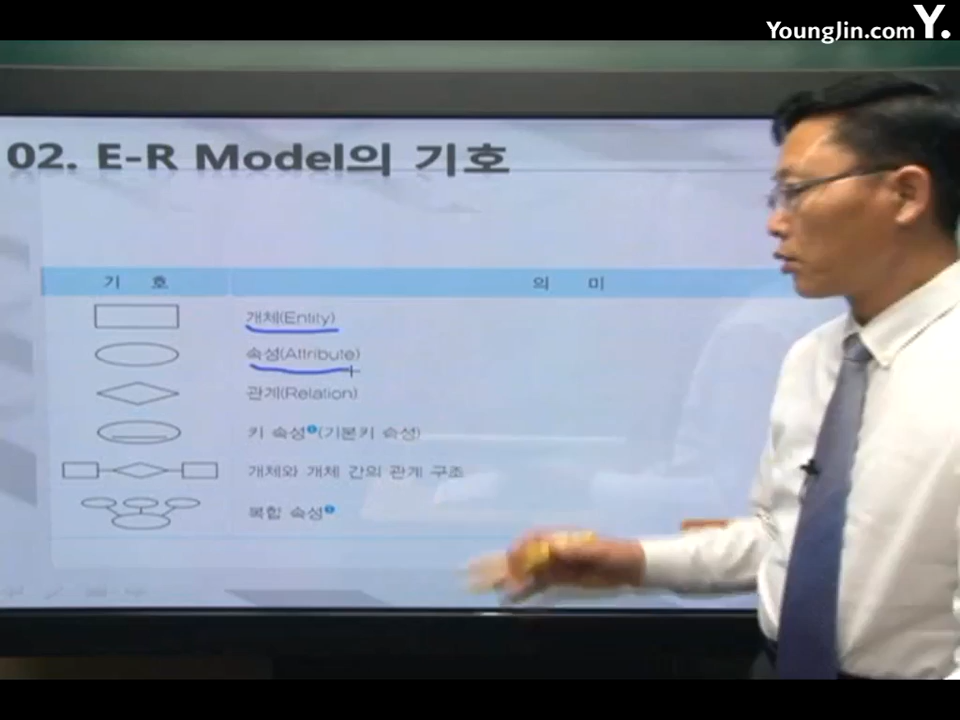 YoungJin.com Y.
02. E-R Model의 기호
기 호 의 미
개체(Entity)
속성(Attribute)
관계(Relation)
키 속성(기본키 속성)
개체와 개체 간의 관계 구조
복합 속성